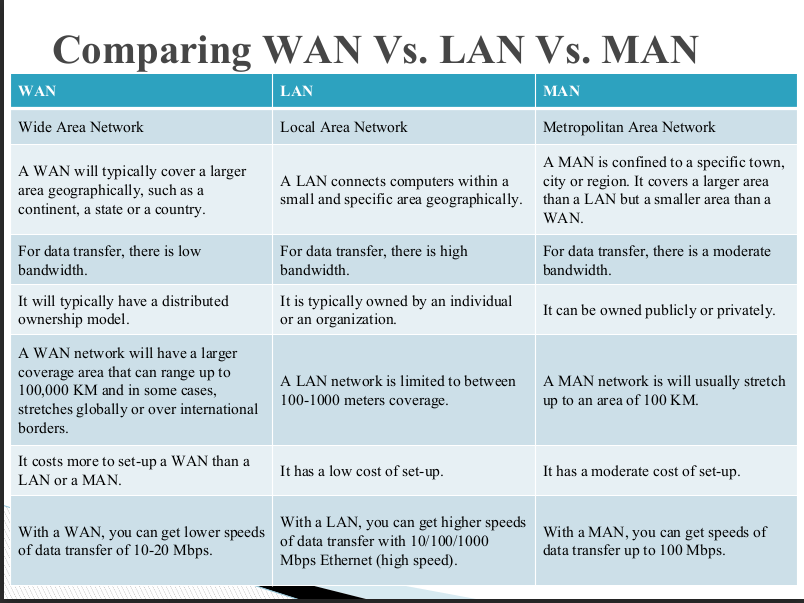 Comparing WAN Vs. LAN Vs. MAN
WAN
LAN
MAN
Wide Area Network
Local Area Network
Metropolitan Area Network
A WAN will typically cover a larger
area geographically, such as a
continent, a state or a country.
A LAN connects computers within a
small and specific area geographically.
A MAN is confined to a specific town,
city or region. It covers a larger area
than a LAN but a smaller area than a
WAN.
For data transfer, there is low
bandwidth.
For data transfer, there is high
bandwidth.
For data transfer, there is a moderate
bandwidth.
It will typically have a distributed
ownership model.
It is typically owned by an individual
or an organization.
It can be owned publicly or privately.
A WAN network will have a larger
coverage area that can range up to
100,000 KM and in some cases,
stretches globally or over international
borders.
A LAN network is limited to between
100-1000 meters coverage.
A MAN network is will usually stretch
up to an area of 100 KM.
It costs more to set-up a WAN than a
LAN or a MAN.
It has a low cost of set-up.
It has a moderate cost of set-up.
With a WAN, you can get lower speeds
of data transfer of 10-20 Mbps.
With a LAN, you can get higher speeds
of data transfer with 10/100/1000
Mbps Ethernet (high speed).
With a MAN, you can get speeds of
data transfer up to 100 Mbps.